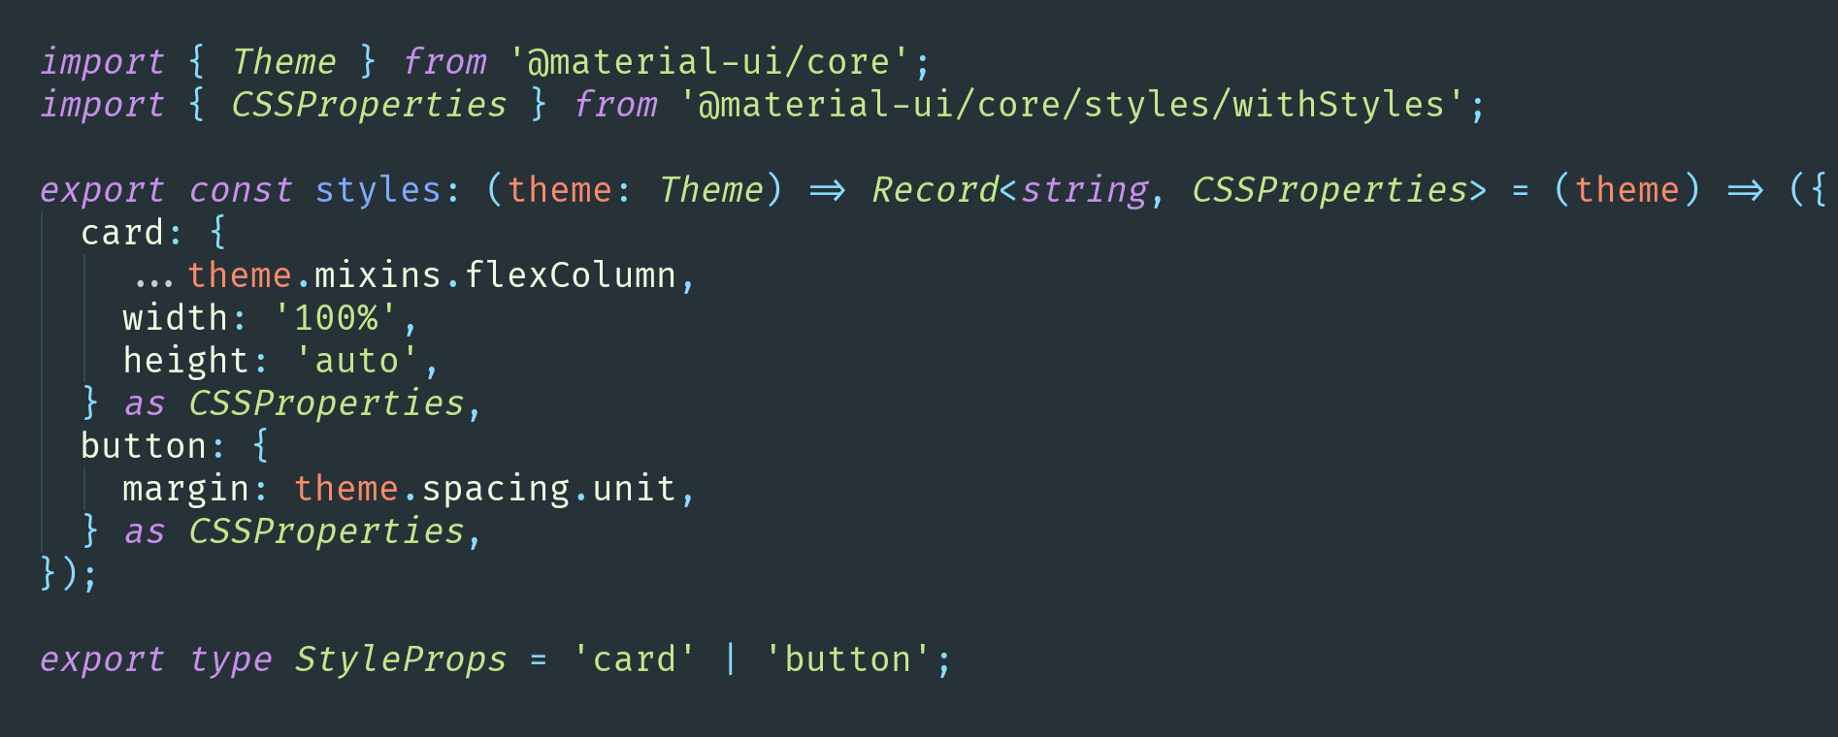 import { Theme } from '@material-ui/core';
import { CSSProperties } from '@material-ui/core/styles/withStyles';

export const styles: (theme: Theme) => Record<string, CSSProperties> = (theme) => ({
  card: {
    ...theme.mixins.flexColumn,
    width: '100%',
    height: 'auto',
  } as CSSProperties,
  button: {
    margin: theme.spacing.unit,
  } as CSSProperties,
});

export type StyleProps = 'card' | 'button';